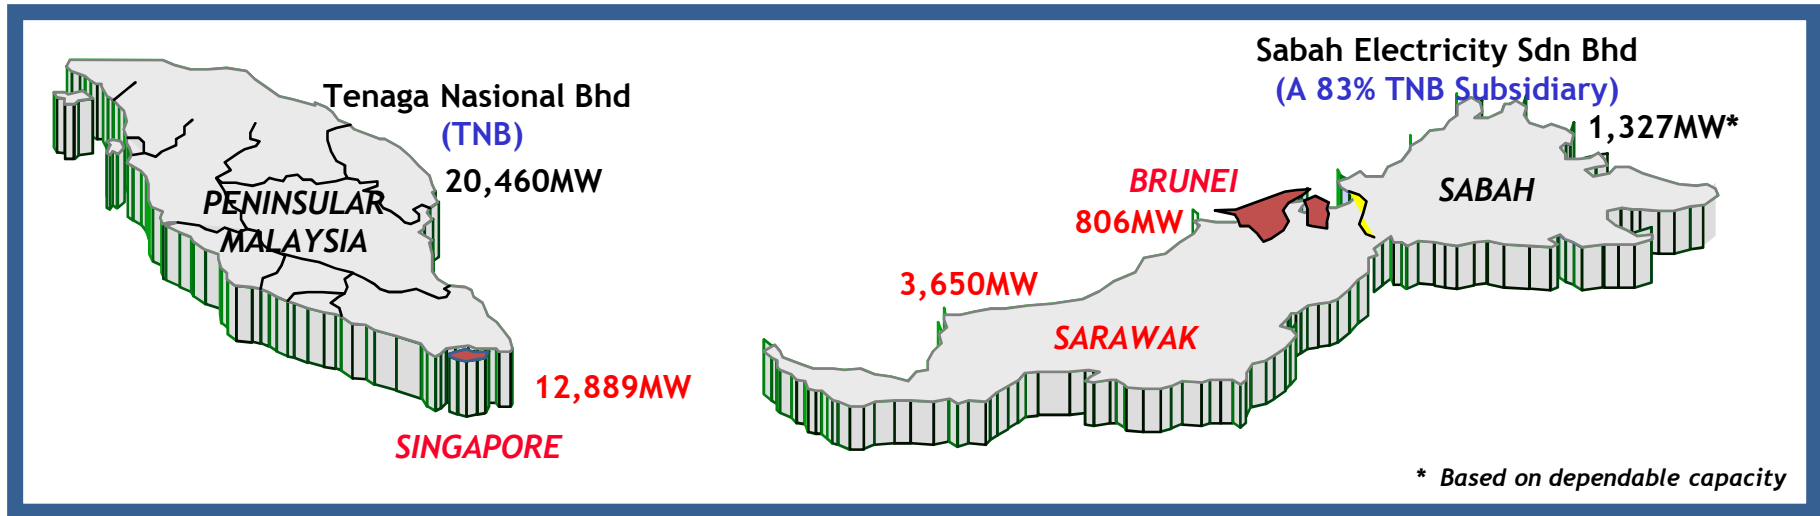 Tenaga Nasional Bhd
(TNB)
20,460MW
PENINSULAR
MALAYSIA
12,889MW
SINGAPORE
Sabah Electricity Sdn Bhd
(A 83% TNB Subsidiary)
1,327MW*
SABAH
BRUNEI
806MW
3,650MW
SARAWAK
* Based on dependable capacity